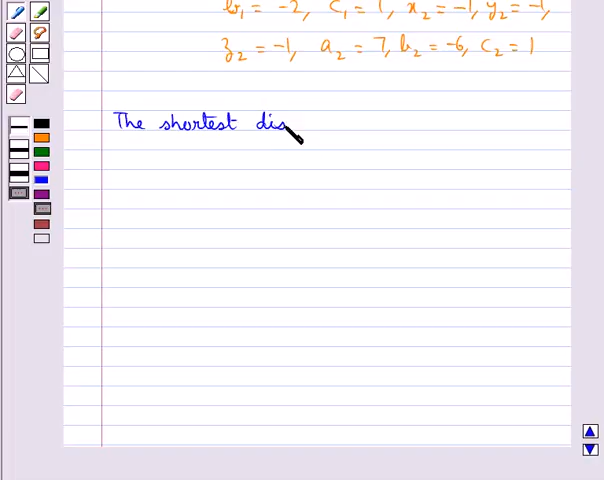 b₁ = -2, c₁ = 1, x₂ = -1, y₂ = -1,
z₂ = -1, a₂ = 7, b₂ = -6, c₂ = 1
The shortest dis